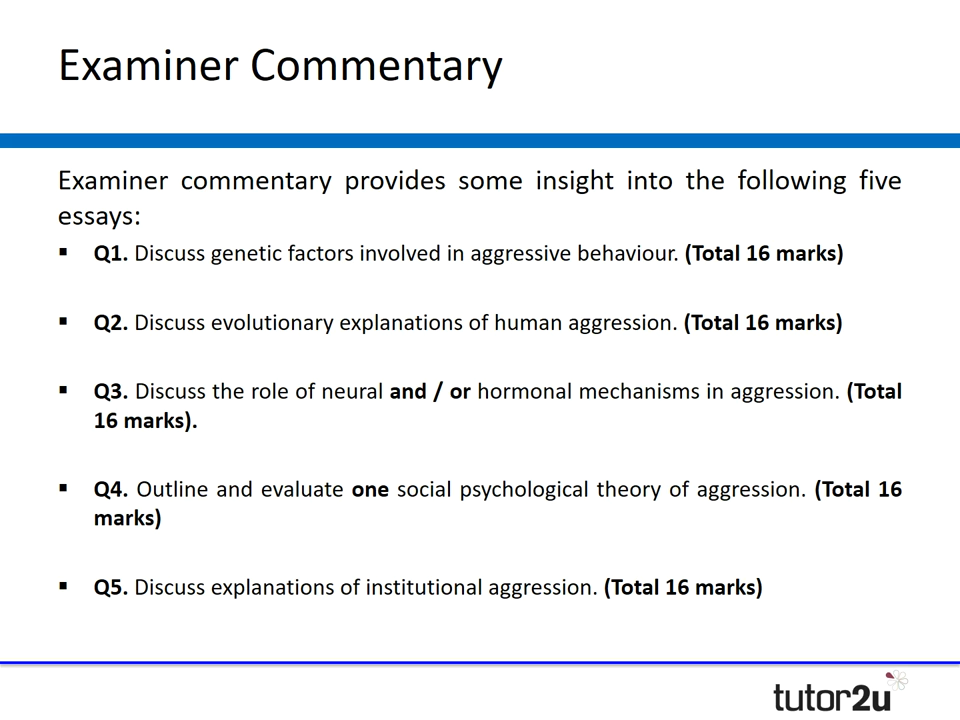 Examiner Commentary
Examiner commentary provides some insight into the following five
essays:
▪ Q1. Discuss genetic factors involved in aggressive behaviour. (Total 16 marks)
▪ Q2. Discuss evolutionary explanations of human aggression. (Total 16 marks)
▪ Q3. Discuss the role of neural and / or hormonal mechanisms in aggression. (Total
16 marks).
▪ Q4. Outline and evaluate one social psychological theory of aggression. (Total 16
marks)
▪ Q5. Discuss explanations of institutional aggression. (Total 16 marks)
tutor2u